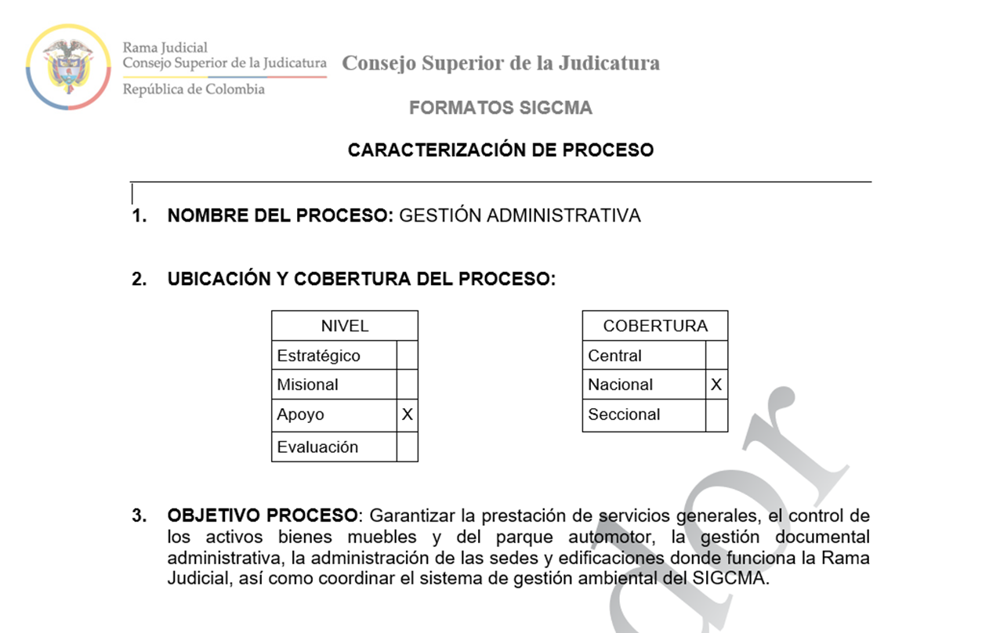 Rama Judicial
Consejo Superior de la Judicatura
República de Colombia
Consejo Superior de la Judicatura
FORMATOS SIGCMA
CARACTERIZACIÓN DE PROCESO
1. NOMBRE DEL PROCESO: GESTIÓN ADMINISTRATIVA
2. UBICACIÓN Y COBERTURA DEL PROCESO:
NIVEL
Estratégico
Misional
Apoyo X
Evaluación
COBERTURA
Central
Nacional X
Seccional
3. OBJETIVO PROCESO: Garantizar la prestación de servicios generales, el control de
los activos bienes muebles y del parque automotor, la gestión documental
administrativa, la administración de las sedes y edificaciones donde funciona la Rama
Judicial, así como coordinar el sistema de gestión ambiental del SIGCMA.
dor